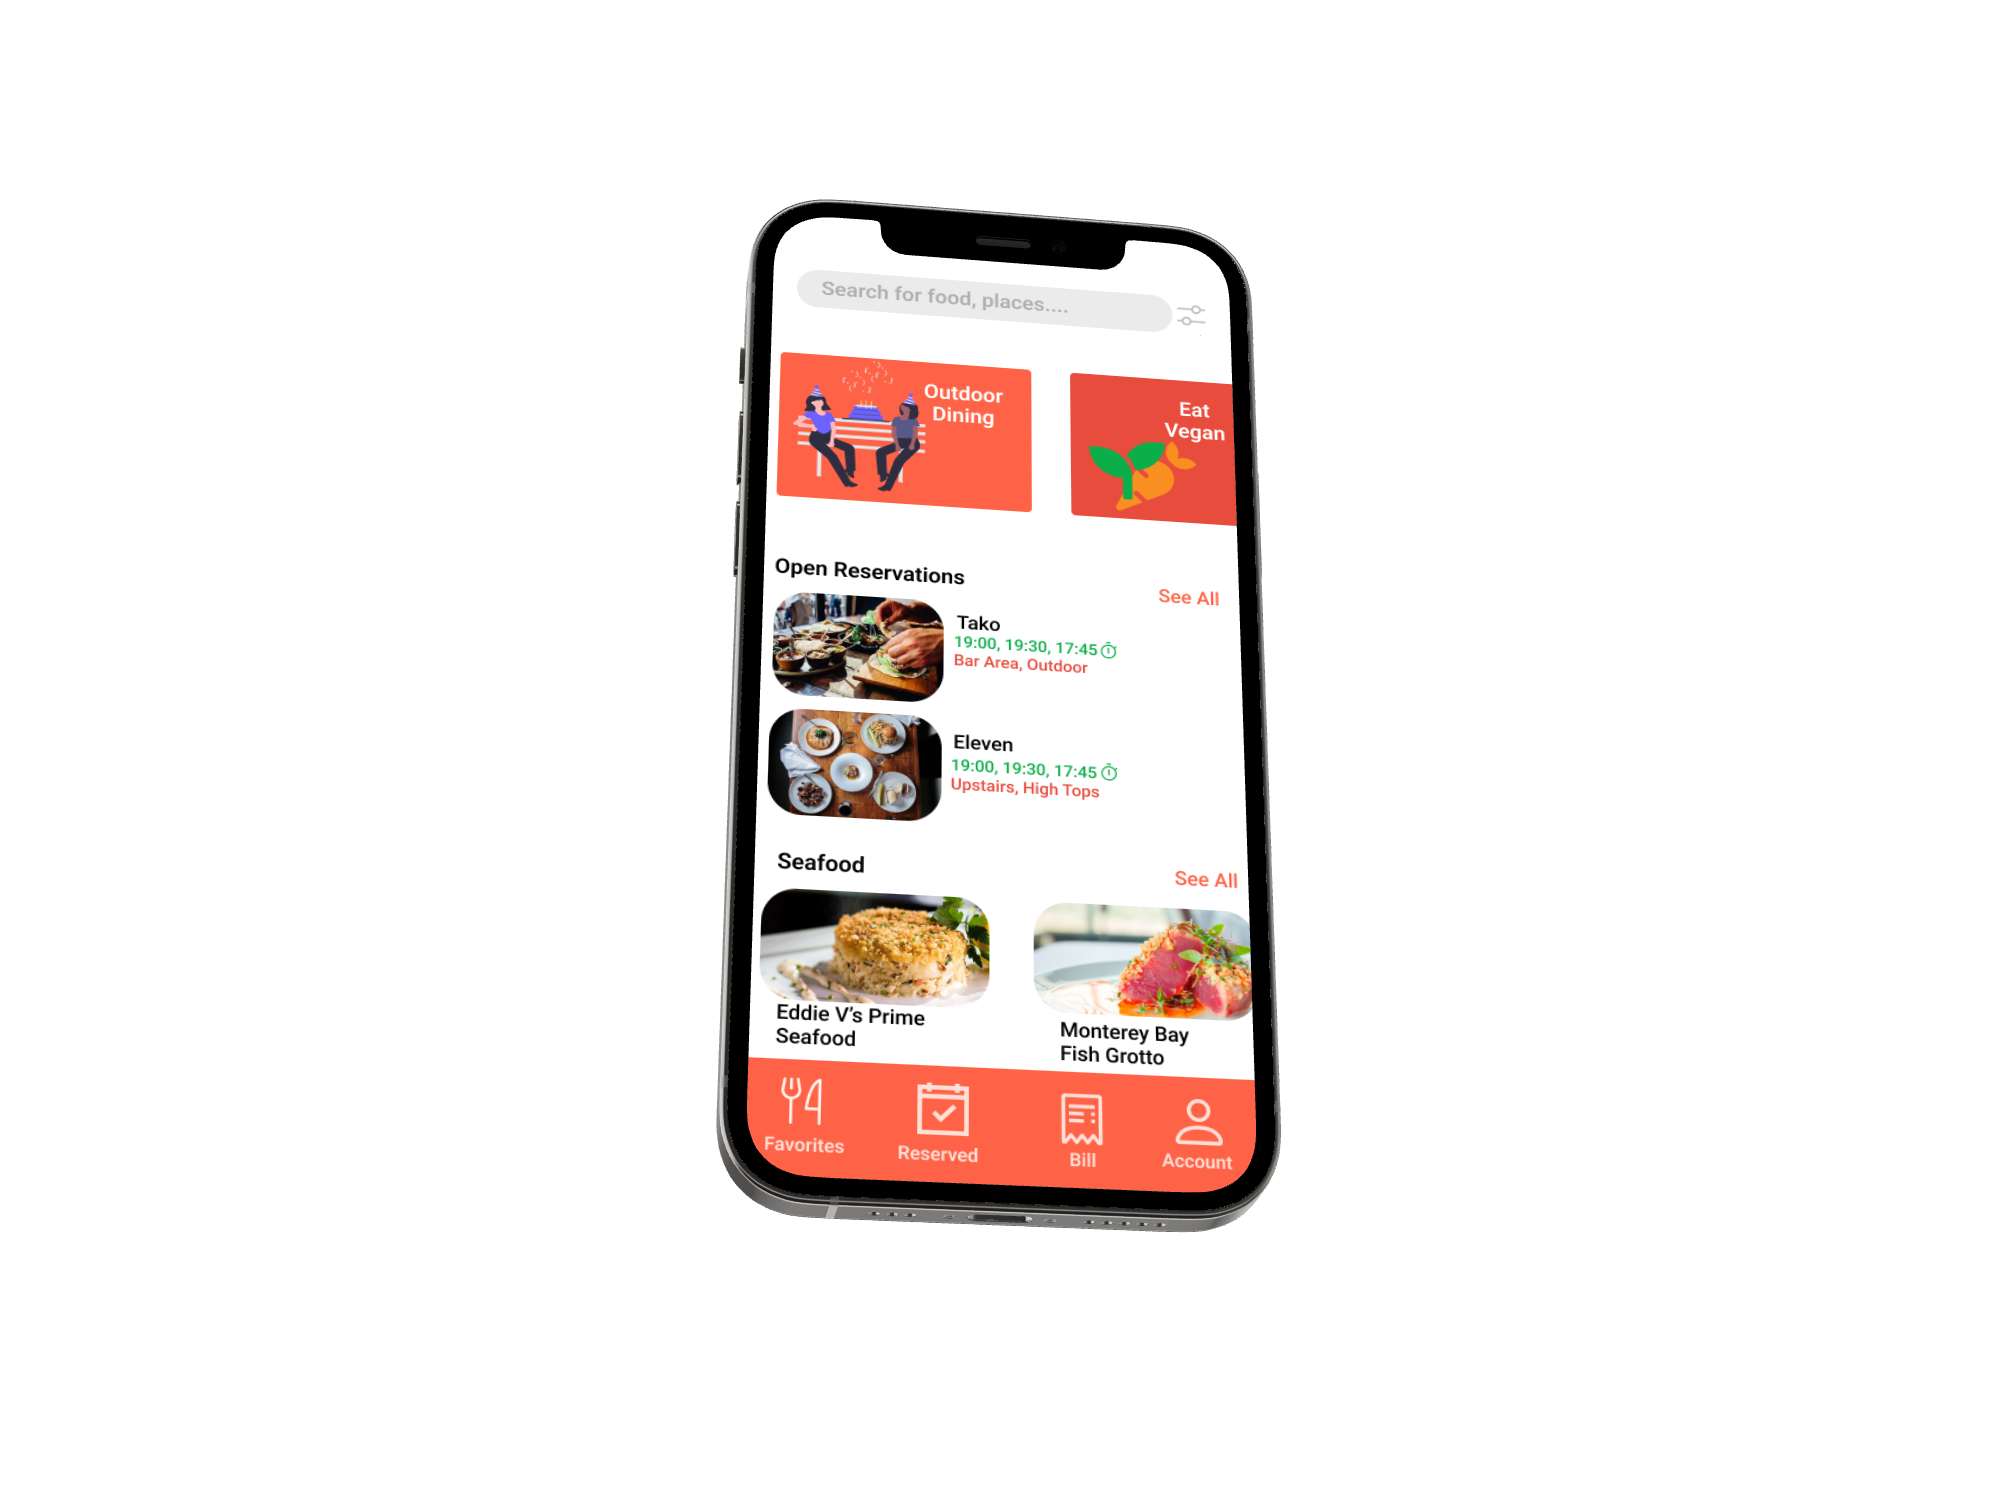 Search for food, places....
Outdoor
Dining
Eat
Vegan
Open Reservations
See All
Tako
19:00, 19:30, 17:45
Bar Area, Outdoor
Eleven
19:00, 19:30, 17:45
Upstairs, High Tops
Seafood
See All
Eddie V's Prime
Seafood
Monterey Bay
Fish Grotto
Favorites
Reserved
Bill
Account